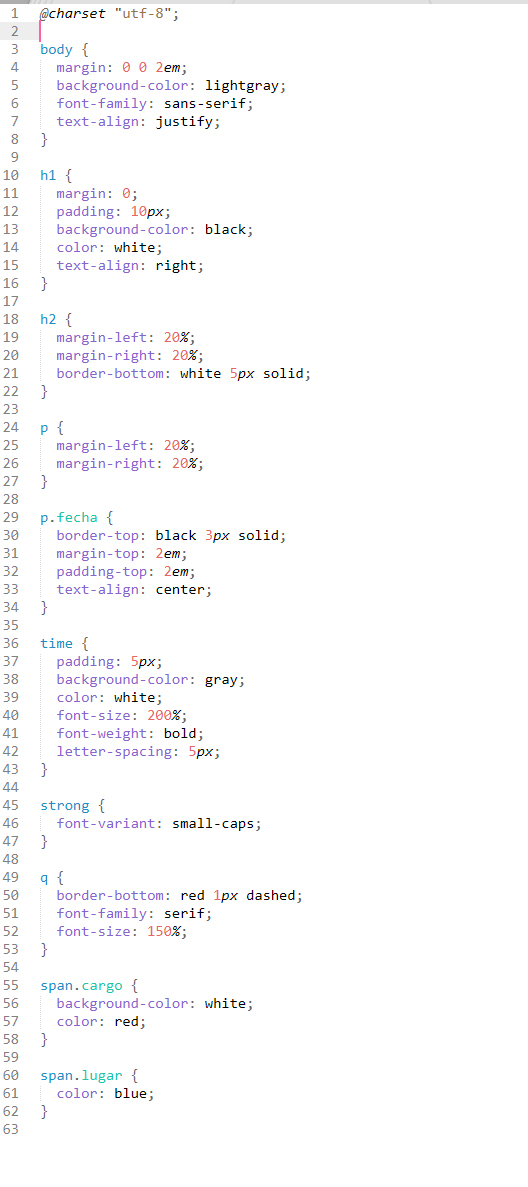 1 @charset "utf-8";
2
3 body {
4 margin: 0 0 2em;
5 background-color: lightgray;
6 font-family: sans-serif;
7 text-align: justify;
8 }
9
10 h1 {
11 margin: 0;
12 padding: 10px;
13 background-color: black;
14 color: white;
15 text-align: right;
16 }
17
18 h2 {
19 margin-left: 20%;
20 margin-right: 20%;
21 border-bottom: white 5px solid;
22 }
23
24 p {
25 margin-left: 20%;
26 margin-right: 20%;
27 }
28
29 p.fecha {
30 border-top: black 3px solid;
31 margin-top: 2em;
32 padding-top: 2em;
33 text-align: center;
34 }
35
36 time {
37 padding: 5px;
38 background-color: gray;
39 color: white;
40 font-size: 200%;
41 font-weight: bold;
42 letter-spacing: 5px;
43 }
44
45 strong {
46 font-variant: small-caps;
47 }
48
49 q {
50 border-bottom: red 1px dashed;
51 font-family: serif;
52 font-size: 150%;
53 }
54
55 span.cargo {
56 background-color: white;
57 color: red;
58 }
59
60 span.lugar {
61 color: blue;
62 }
63